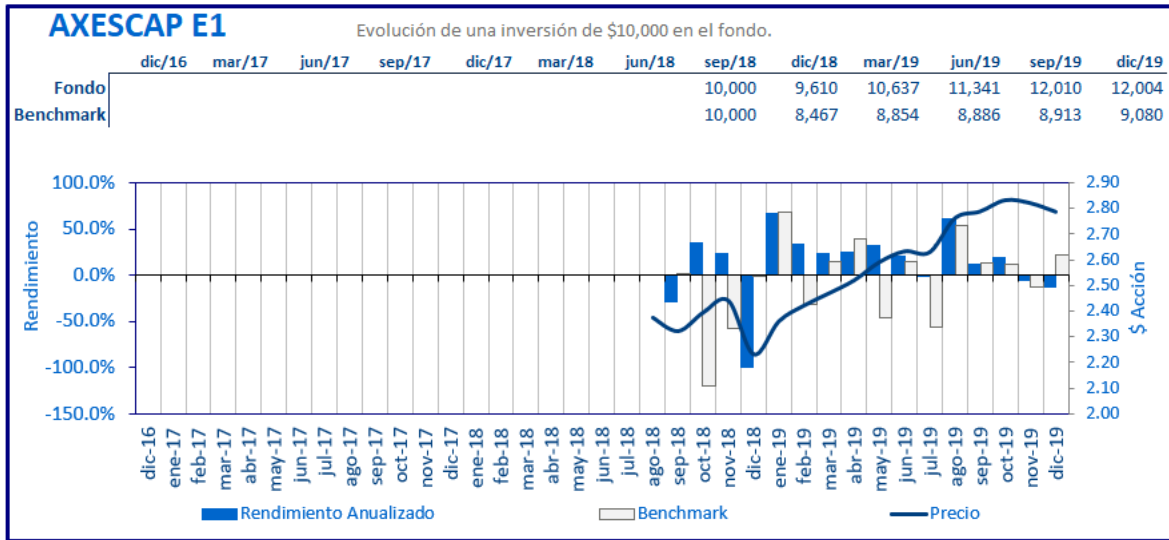 AXESCAP E1
Evolución de una inversión de $10,000 en el fondo.
dic/16 mar/17 jun/17 sep/17 dic/17 mar/18 jun/18 sep/18 dic/18 mar/19 jun/19 sep/19 dic/19
Fondo 10,000 9,610 10,637 11,341 12,010 12,004
Benchmark 10,000 8,467 8,854 8,886 8,913 9,080
100.0% 2.90
2.80
50.0% 2.70
2.60
0.0% 2.50
-50.0% 2.40
2.30
-100.0% 2.20
2.10
-150.0% 2.00
Rendimiento
$ Acción
dic-16 ene-17 feb-17 mar-17 abr-17 may-17 jun-17 jul-17 ago-17 sep-17 oct-17 nov-17 dic-17 ene-18 feb-18 mar-18 abr-18 may-18 jun-18 jul-18 ago-18 sep-18 oct-18 nov-18 dic-18 ene-19 feb-19 mar-19 abr-19 may-19 jun-19 jul-19 ago-19 sep-19 oct-19 nov-19 dic-19
Rendimiento Anualizado Benchmark Precio